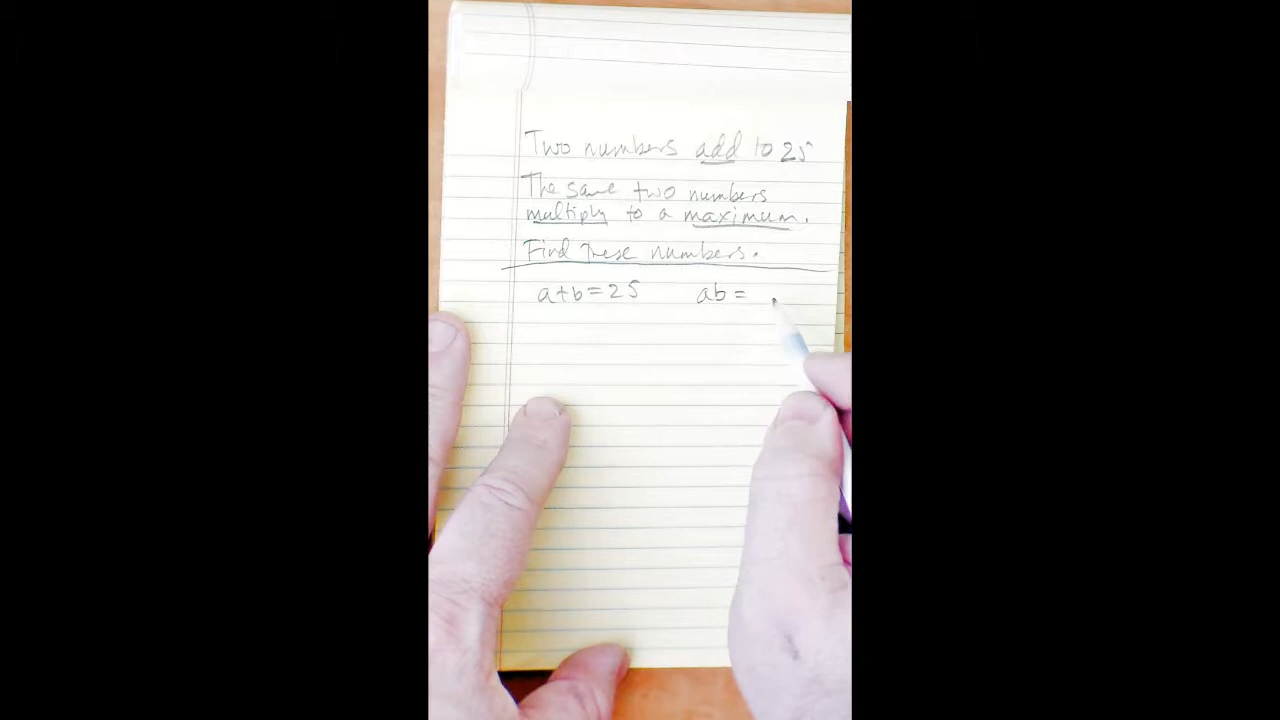 Two numbers add to 25
The same two numbers
multiply to a maximum.
Find these numbers.
a+b=25 ab=